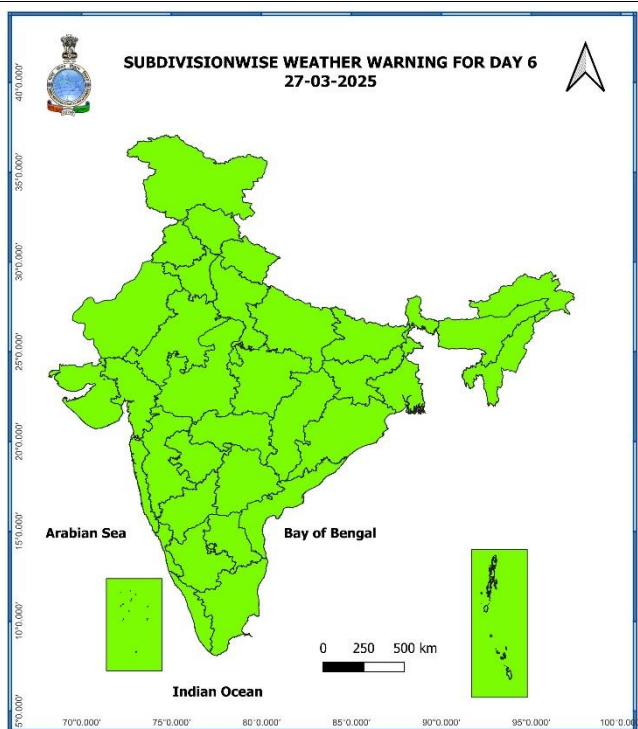 SUBDIVISIONWISE WEATHER WARNING FOR DAY 6
27-03-2025
40°0.000'
35°0.000'
30°0.000'
25°0.000'
20°0.000'
15°0.000'
10°0.000'
5°0.000'
Arabian Sea
Bay of Bengal
0 250 500 km
Indian Ocean
70°0.000' 75°0.000' 80°0.000' 85°0.000' 90°0.000' 95°0.000' 100°0.000'